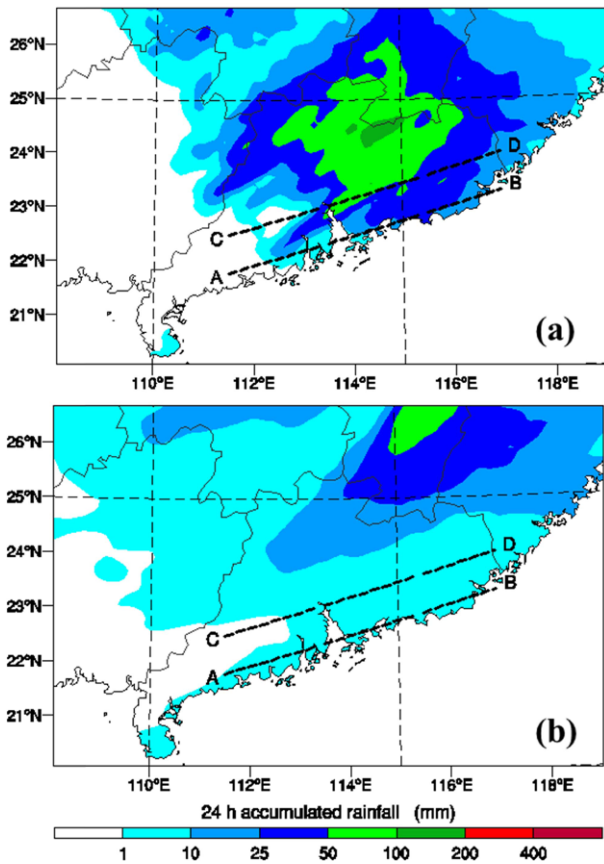 26°N
25°N
24°N
23°N
22°N
21°N
D
B
C
A
(a)
110°E 112°E 114°E 116°E 118°E
26°N
25°N
24°N
23°N
22°N
21°N
D
B
C
A
(b)
110°E 112°E 114°E 116°E 118°E
24 h accumulated rainfall (mm)
1 10 25 50 100 200 400